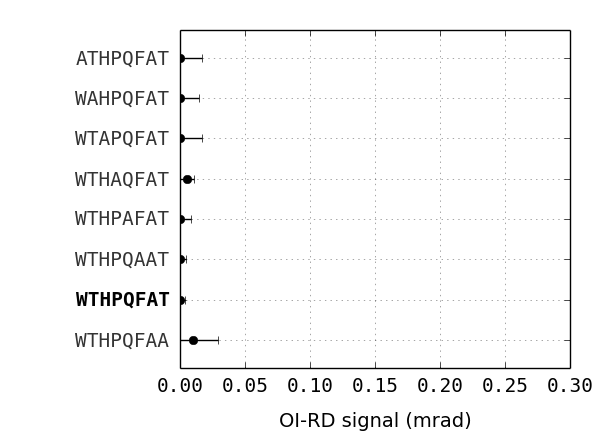 ATHPQFAT
WAHPQFAT
WTAPQFAT
WTHAQFAT
WTHPAFAT
WTHPQAAT
WTHPQFAT
WTHPQFAA
0.00 0.05 0.10 0.15 0.20 0.25 0.30
OI-RD signal (mrad)